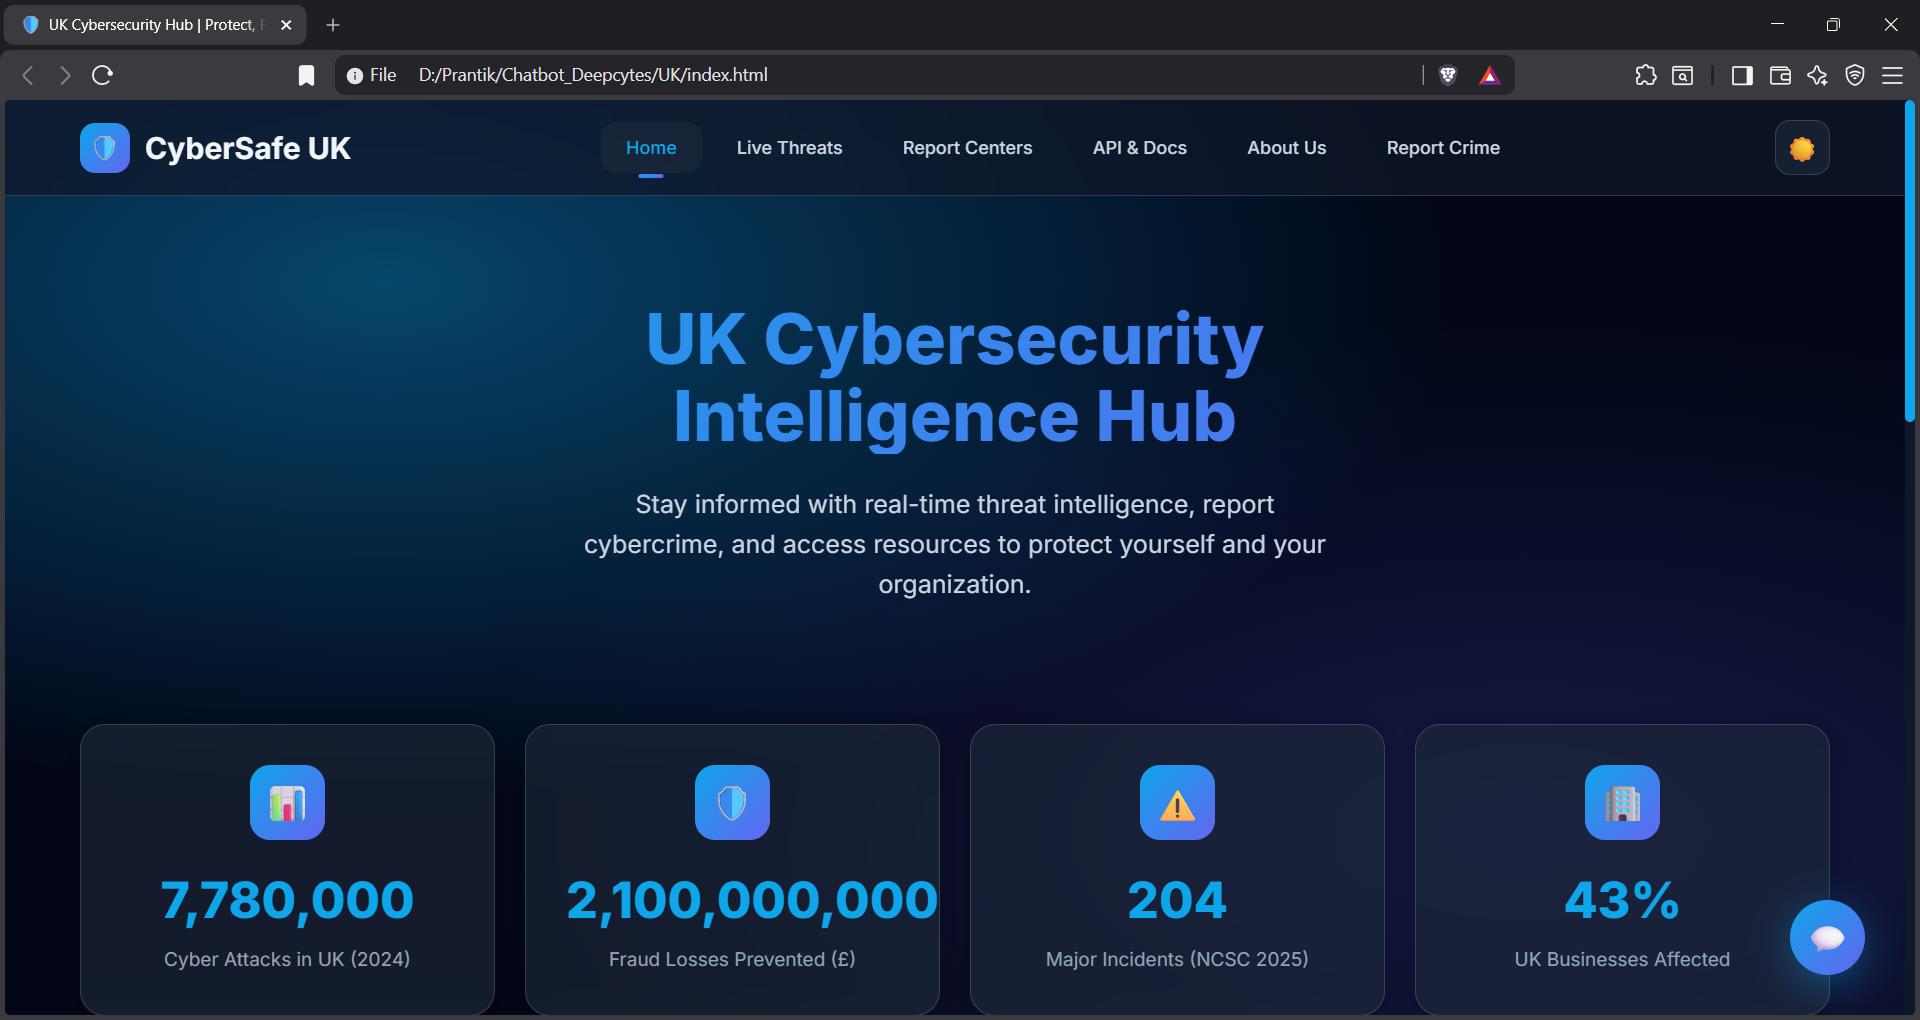 UK Cybersecurity Hub | Protect,
File D:/Prantik/Chatbot_Deepcytes/UK/index.html
CyberSafe UK
Home
Live Threats
Report Centers
API & Docs
About Us
Report Crime
UK Cybersecurity
Intelligence Hub
Stay informed with real-time threat intelligence, report
cybercrime, and access resources to protect yourself and your
organization.
7,780,000
Cyber Attacks in UK (2024)
2,100,000,000
Fraud Losses Prevented (£)
204
Major Incidents (NCSC 2025)
43%
UK Businesses Affected